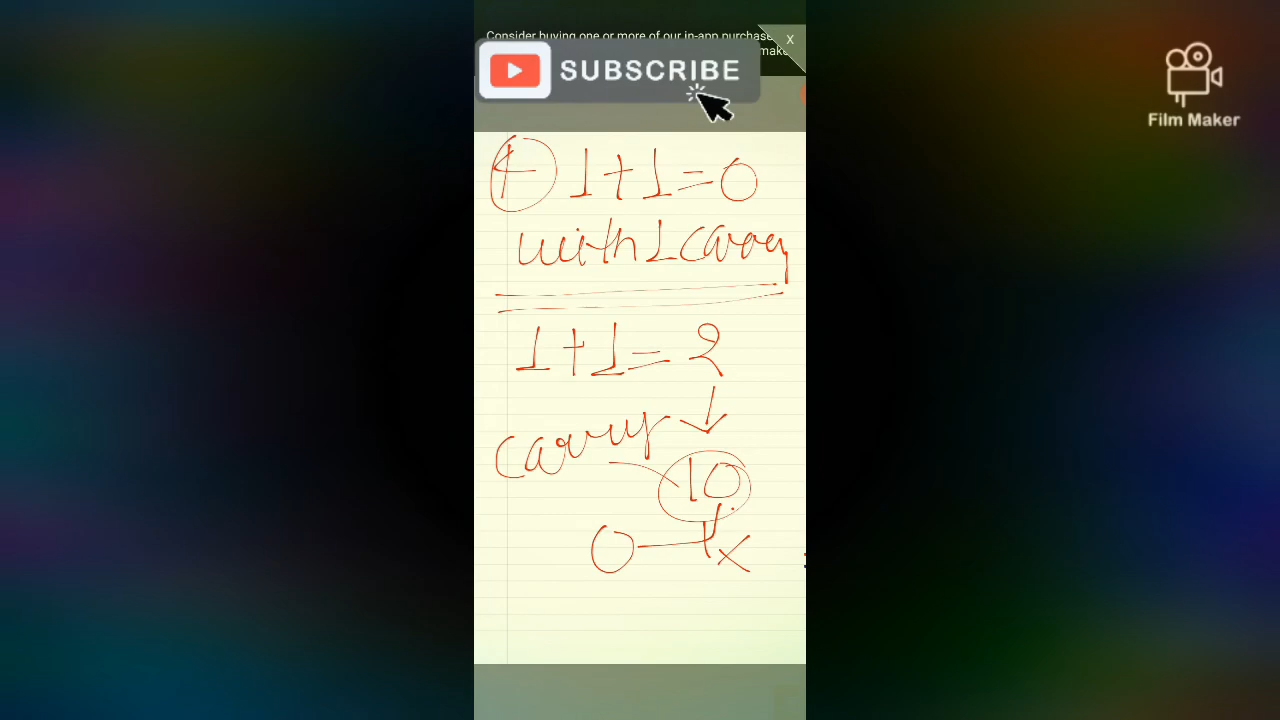 Consider buying one or more of our in-app purchase
make
X
SUBSCRIBE
Film Maker
+ 1+1=0
with 1 carry
1+1=2
carry
10
0
x